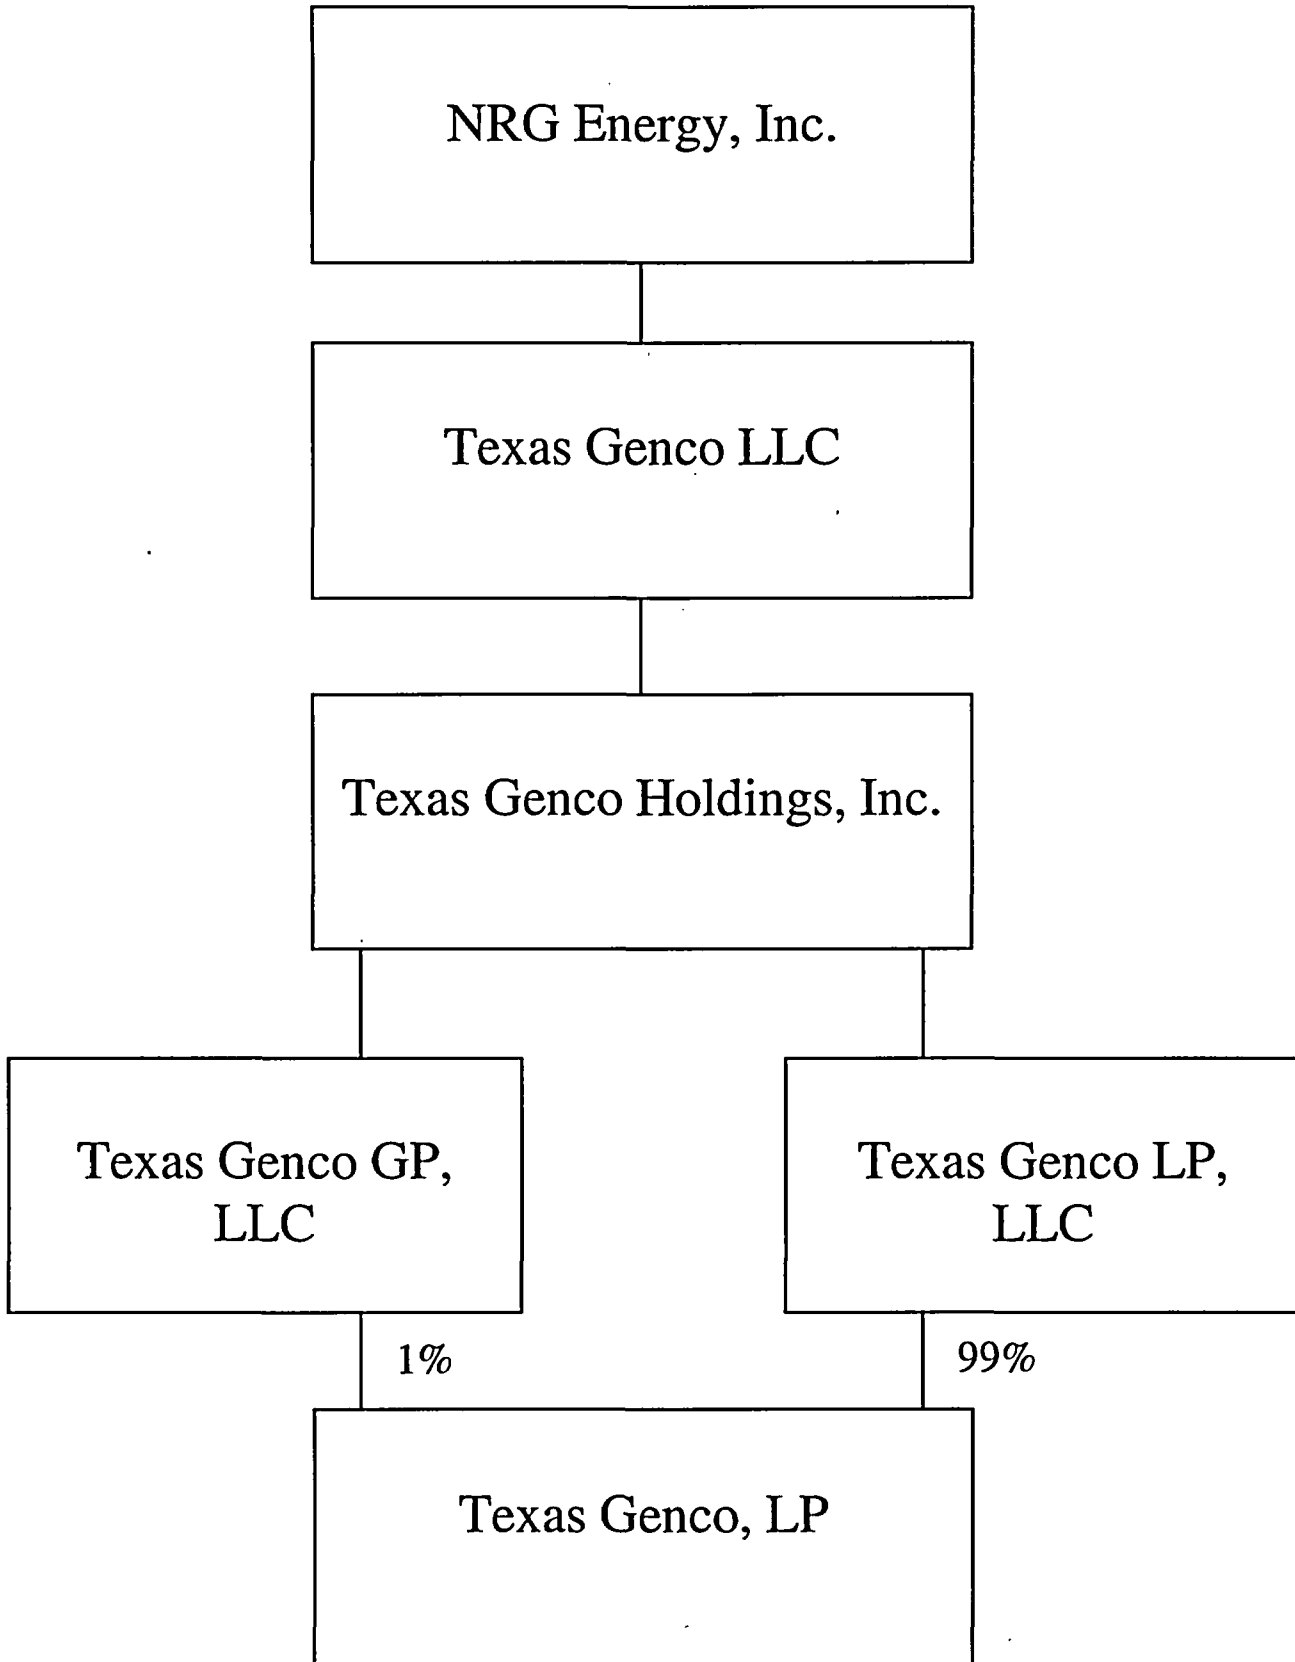 NRG Energy, Inc.
Texas Genco LLC
Texas Genco Holdings, Inc.
Texas Genco GP,
LLC
Texas Genco LP,
LLC
1%
99%
Texas Genco, LP